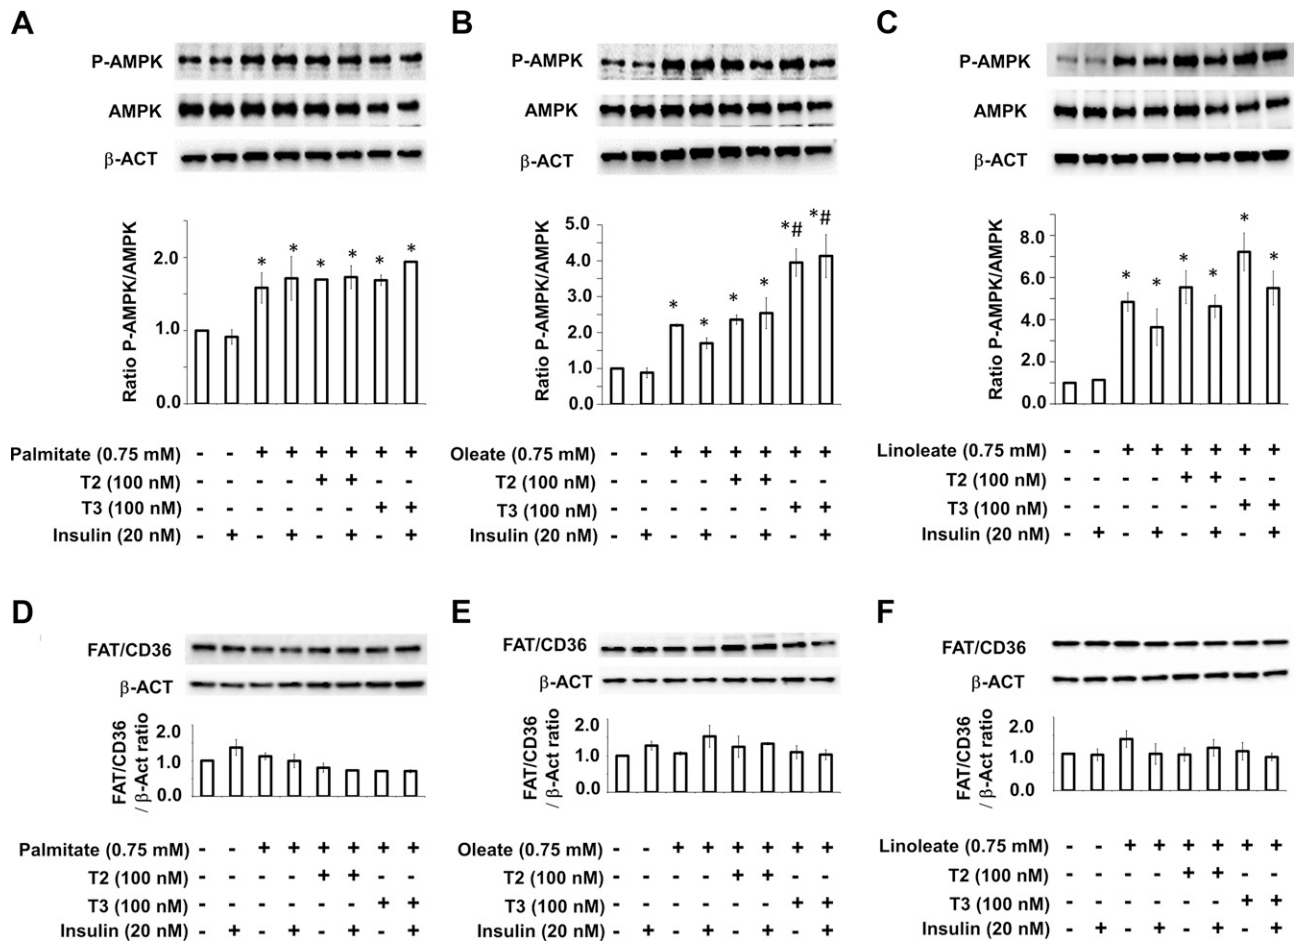 A
P-AMPK
AMPK
β-ACT
Ratio P-AMPK/AMPK
2.0
1.0
0.0
* * * * * *
Palmitate (0.75 mM) - - + + + + + +
T2 (100 nM) - - - - + + - -
T3 (100 nM) - - - - - - + +
Insulin (20 nM) - + - + - + - +
B
P-AMPK
AMPK
β-ACT
Ratio P-AMPK/AMPK
5.0
4.0
3.0
2.0
1.0
0.0
* * * * *# *#
Oleate (0.75 mM) - - + + + + + +
T2 (100 nM) - - - - + + - -
T3 (100 nM) - - - - - - + +
Insulin (20 nM) - + - + - + - +
C
P-AMPK
AMPK
β-ACT
Ratio P-AMPK/AMPK
8.0
6.0
4.0
2.0
0.0
* * * * * *
Linoleate (0.75 mM) - - + + + + + +
T2 (100 nM) - - - - + + - -
T3 (100 nM) - - - - - - + +
Insulin (20 nM) - + - + - + - +
D
FAT/CD36
β-ACT
FAT/CD36
/ β-Act ratio
2.0
1.0
0.0
Palmitate (0.75 mM) - - + + + + + +
T2 (100 nM) - - - - + + - -
T3 (100 nM) - - - - - - + +
Insulin (20 nM) - + - + - + - +
E
FAT/CD36
β-ACT
FAT/CD36
/ β-Act ratio
2.0
1.0
0.0
Oleate (0.75 mM) - - + + + + + +
T2 (100 nM) - - - - + + - -
T3 (100 nM) - - - - - - + +
Insulin (20 nM) - + - + - + - +
F
FAT/CD36
β-ACT
FAT/CD36
/ β-Act ratio
2.0
1.0
0.0
Linoleate (0.75 mM) - - + + + + + +
T2 (100 nM) - - - - + + - -
T3 (100 nM) - - - - - - + +
Insulin (20 nM) - + - + - + - +